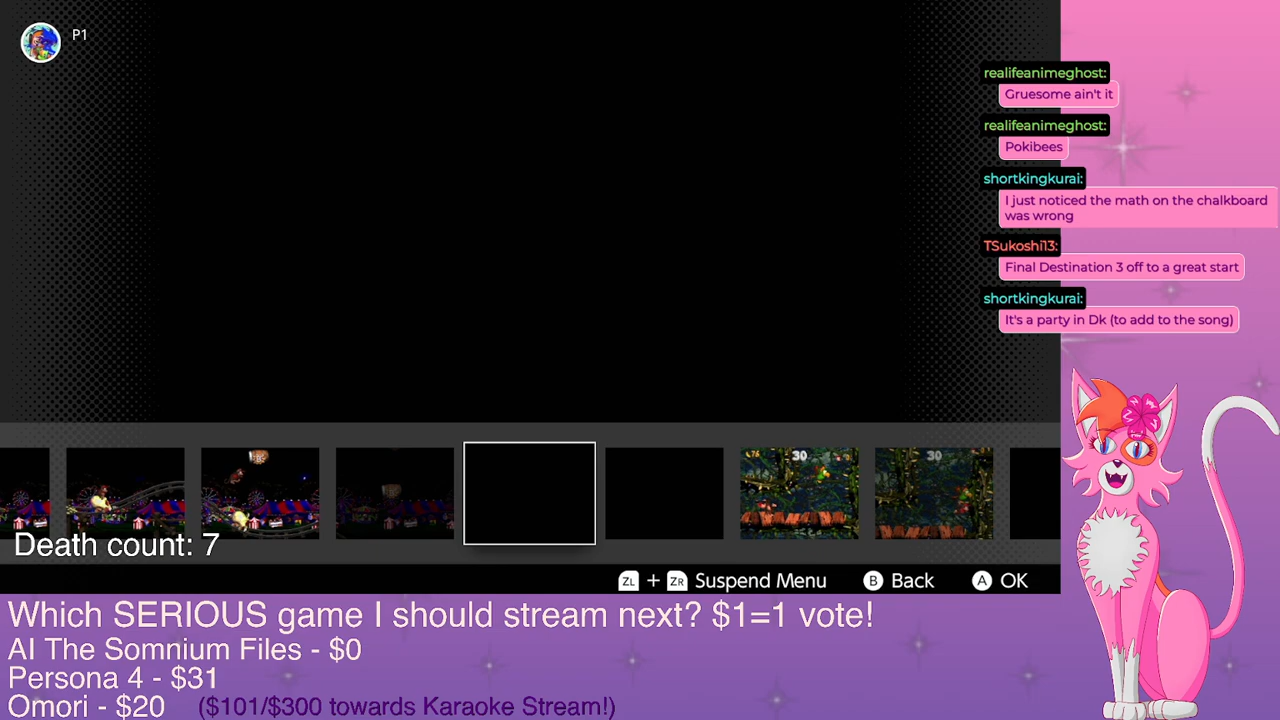 P1
realifeanimeghost:
Gruesome ain't it
realifeanimeghost:
Pokibees
shortkingkurai:
I just noticed the math on the chalkboard
was wrong
TSukoshi13:
Final Destination 3 off to a great start
shortkingkurai:
It's a party in Dk (to add to the song)
30
30
Death count: 7
ZL + ZR Suspend Menu B Back A OK
Which SERIOUS game I should stream next? $1=1 vote!
AI The Somnium Files - $0
Persona 4 - $31
Omori - $20 ($101/$300 towards Karaoke Stream!)